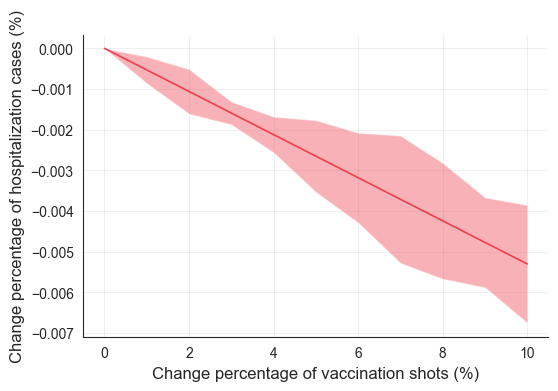 Change percentage of hospitalization cases (%)
0.000
−0.001
−0.002
−0.003
−0.004
−0.005
−0.006
−0.007
0 2 4 6 8 10
Change percentage of vaccination shots (%)